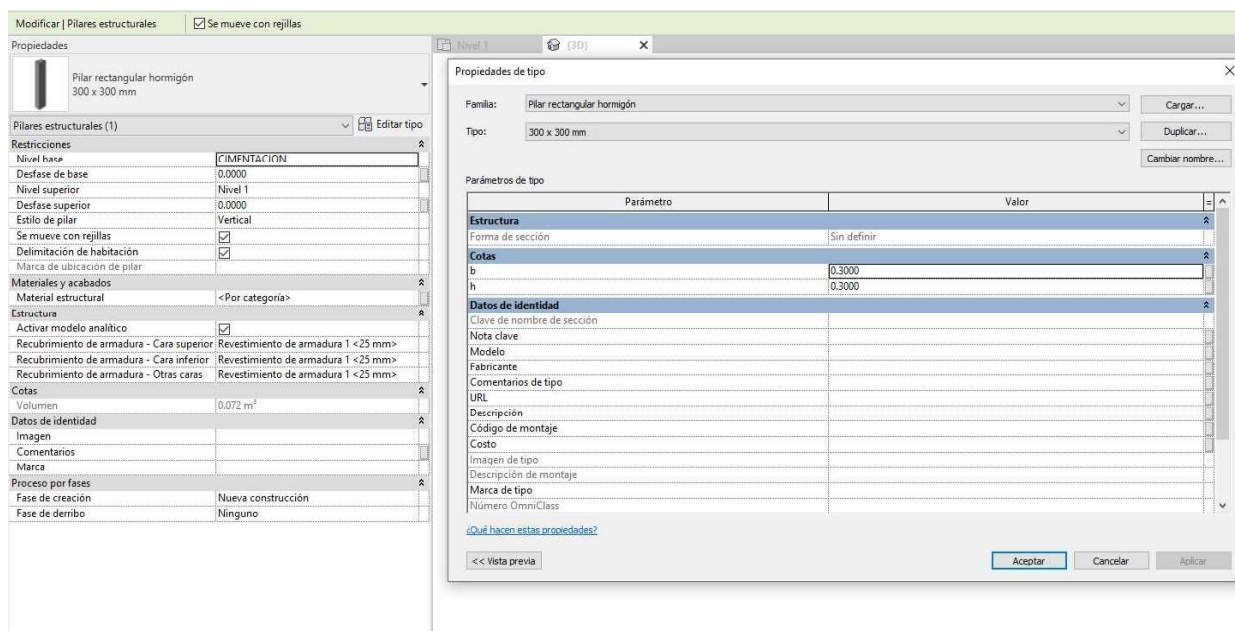 Modificar | Pilares estructurales Se mueve con rejillas
Propiedades
Pilar rectangular hormigón
300 x 300 mm
Pilares estructurales (1) Editar tipo
Restricciones
Nivel base CIMENTACION
Desfase de base 0.0000
Nivel superior Nivel 1
Desfase superior 0.0000
Estilo de pilar Vertical
Se mueve con rejillas
Delimitación de habitación
Marca de ubicación de pilar
Materiales y acabados
Material estructural <Por categoría>
Estructura
Activar modelo analítico
Recubrimiento de armadura - Cara superior Revestimiento de armadura 1 <25 mm>
Recubrimiento de armadura - Cara inferior Revestimiento de armadura 1 <25 mm>
Recubrimiento de armadura - Otras caras Revestimiento de armadura 1 <25 mm>
Cotas
Volumen 0.072 m³
Datos de identidad
Imagen
Comentarios
Marca
Proceso por fases
Fase de creación Nueva construcción
Fase de derribo Ninguno
Nivel 1 {3D}
Propiedades de tipo
Familia: Pilar rectangular hormigón Cargar...
Tipo: 300 x 300 mm Duplicar...
Cambiar nombre...
Parámetros de tipo
Parámetro Valor =
Estructura
Forma de sección Sin definir
Cotas
b 0.3000
h 0.3000
Datos de identidad
Clave de nombre de sección
Nota clave
Modelo
Fabricante
Comentarios de tipo
URL
Descripción
Código de montaje
Costo
Imagen de tipo
Descripción de montaje
Marca de tipo
Número OmniClass
¿Qué hacen estas propiedades?
<< Vista previa Aceptar Cancelar Aplicar